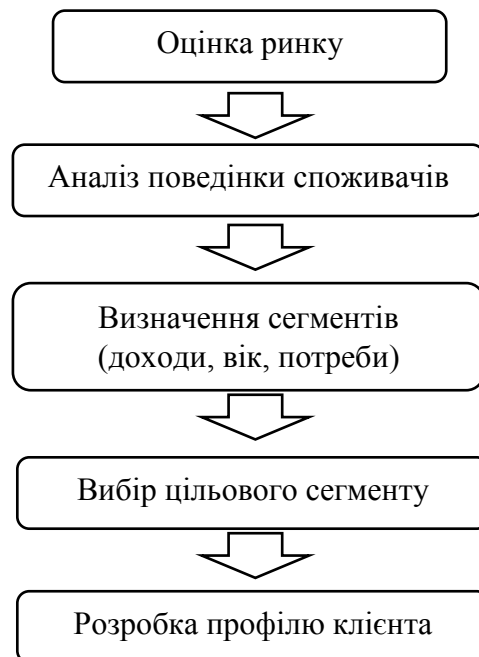 Оцінка ринку
Аналіз поведінки споживачів
Визначення сегментів
(доходи, вік, потреби)
Вибір цільового сегменту
Розробка профілю клієнта